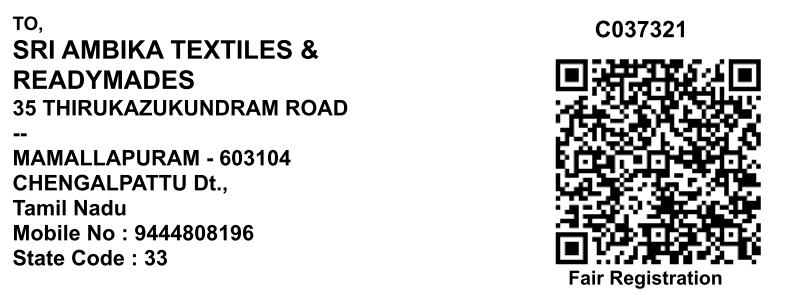 TO,
SRI AMBIKA TEXTILES &
READYMADES
35 THIRUKAZUKUNDRAM ROAD
--
MAMALLAPURAM - 603104
CHENGALPATTU Dt.,
Tamil Nadu
Mobile No : 9444808196
State Code : 33
C037321
Fair Registration